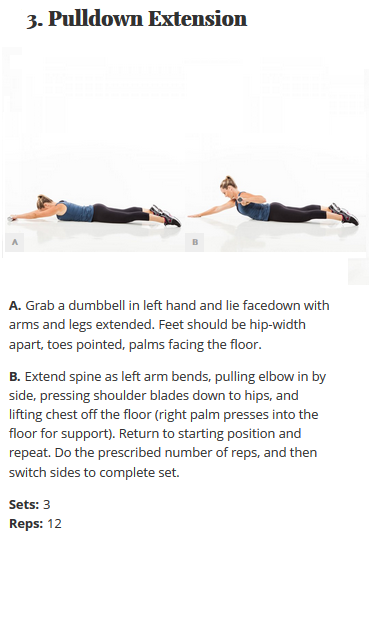 3. Pulldown Extension
A
B
A. Grab a dumbbell in left hand and lie facedown with
arms and legs extended. Feet should be hip-width
apart, toes pointed, palms facing the floor.
B. Extend spine as left arm bends, pulling elbow in by
side, pressing shoulder blades down to hips, and
lifting chest off the floor (right palm presses into the
floor for support). Return to starting position and
repeat. Do the prescribed number of reps, and then
switch sides to complete set.
Sets: 3
Reps: 12